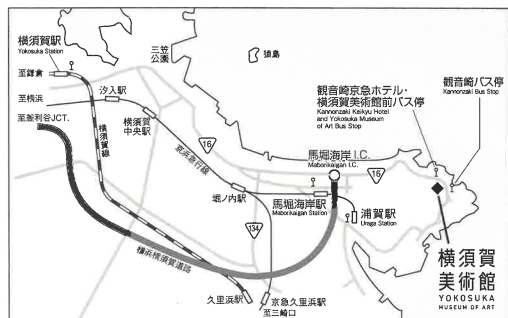 横須賀駅
Yokosuka Station
至鎌倉
至横浜
至釜利谷JCT.
汐入駅
横須賀
中央駅
三笠
公園
猿島
横須賀線
京浜急行線
16
観音崎京急ホテル・
横須賀美術館前バス停
Kannonzaki Keikyu Hotel
and Yokosuka Museum
of Art Bus Stop
観音崎バス停
Kannonzaki Bus Stop
馬堀海岸I.C.
Maborikaigan I.C.
16
堀ノ内駅
馬堀海岸駅
Maborikaigan Station
浦賀駅
Uraga Station
134
横浜横須賀道路
久里浜駅
京急久里浜駅
至三崎口
横須賀
美術館
YOKOSUKA
MUSEUM OF ART